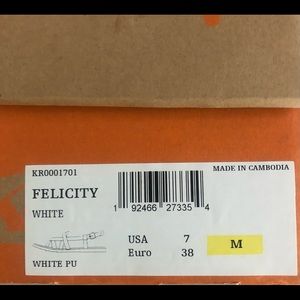 KR0001701
MADE IN CAMBODIA
FELICITY
WHITE
1 92466 27335 4
USA 7
M
Euro 38
WHITE PU